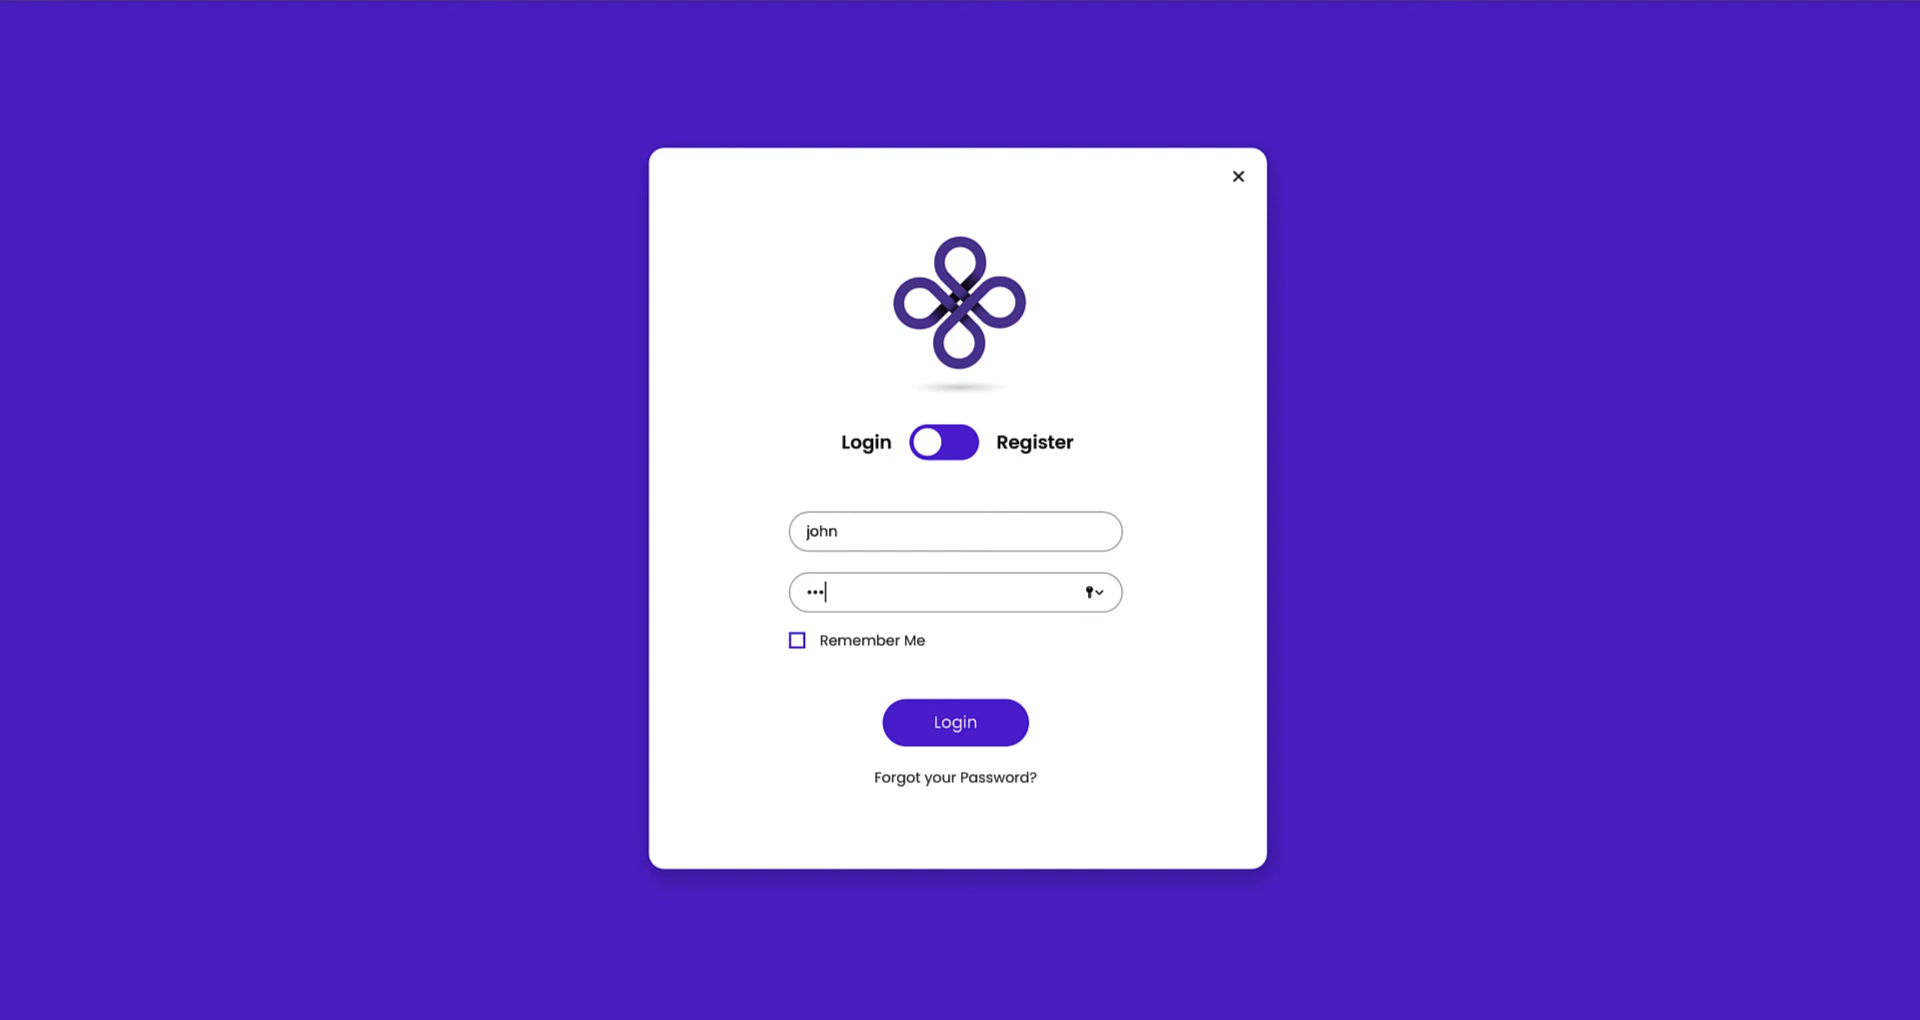 Login Register
john
•••
Remember Me
Login
Forgot your Password?